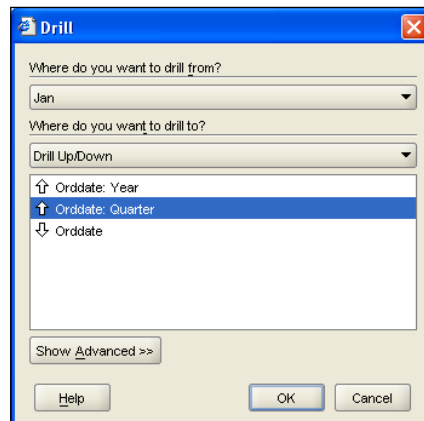 Drill
Where do you want to drill from?
Jan
Where do you want to drill to?
Drill Up/Down
Orddate: Year
Orddate: Quarter
Orddate
Show Advanced >>
Help OK Cancel